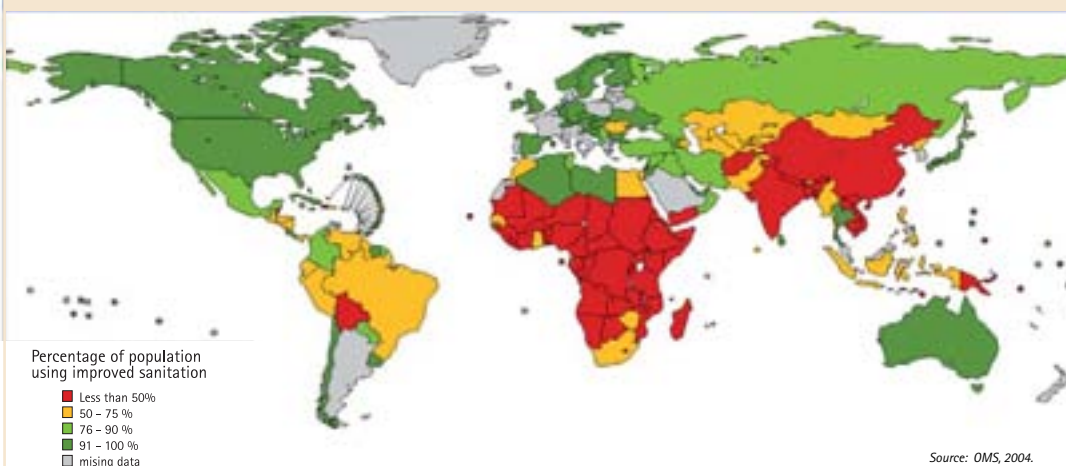 Percentage of population
using improved sanitation
Less than 50%
50 – 75 %
76 – 90 %
91 – 100 %
mising data
Source: OMS, 2004.